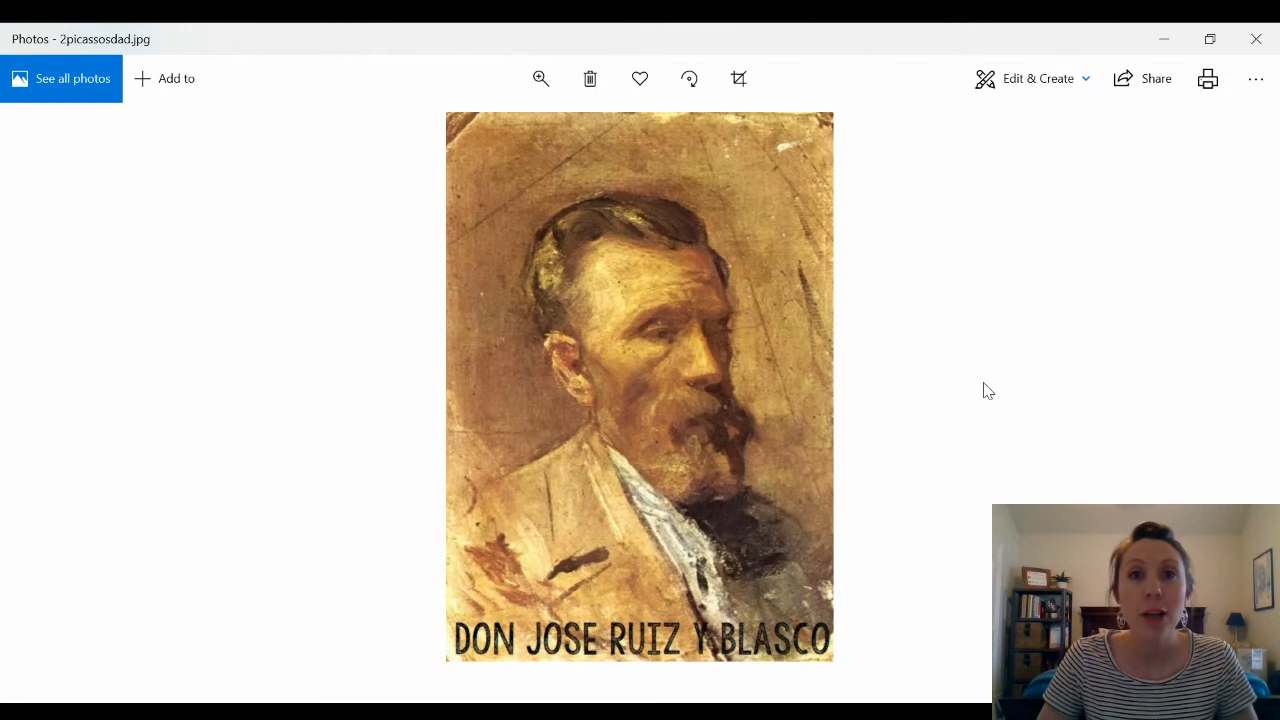 Photos - 2picassosdad.jpg
See all photos
Add to
Edit & Create
Share
DON JOSE RUIZ Y BLASCO